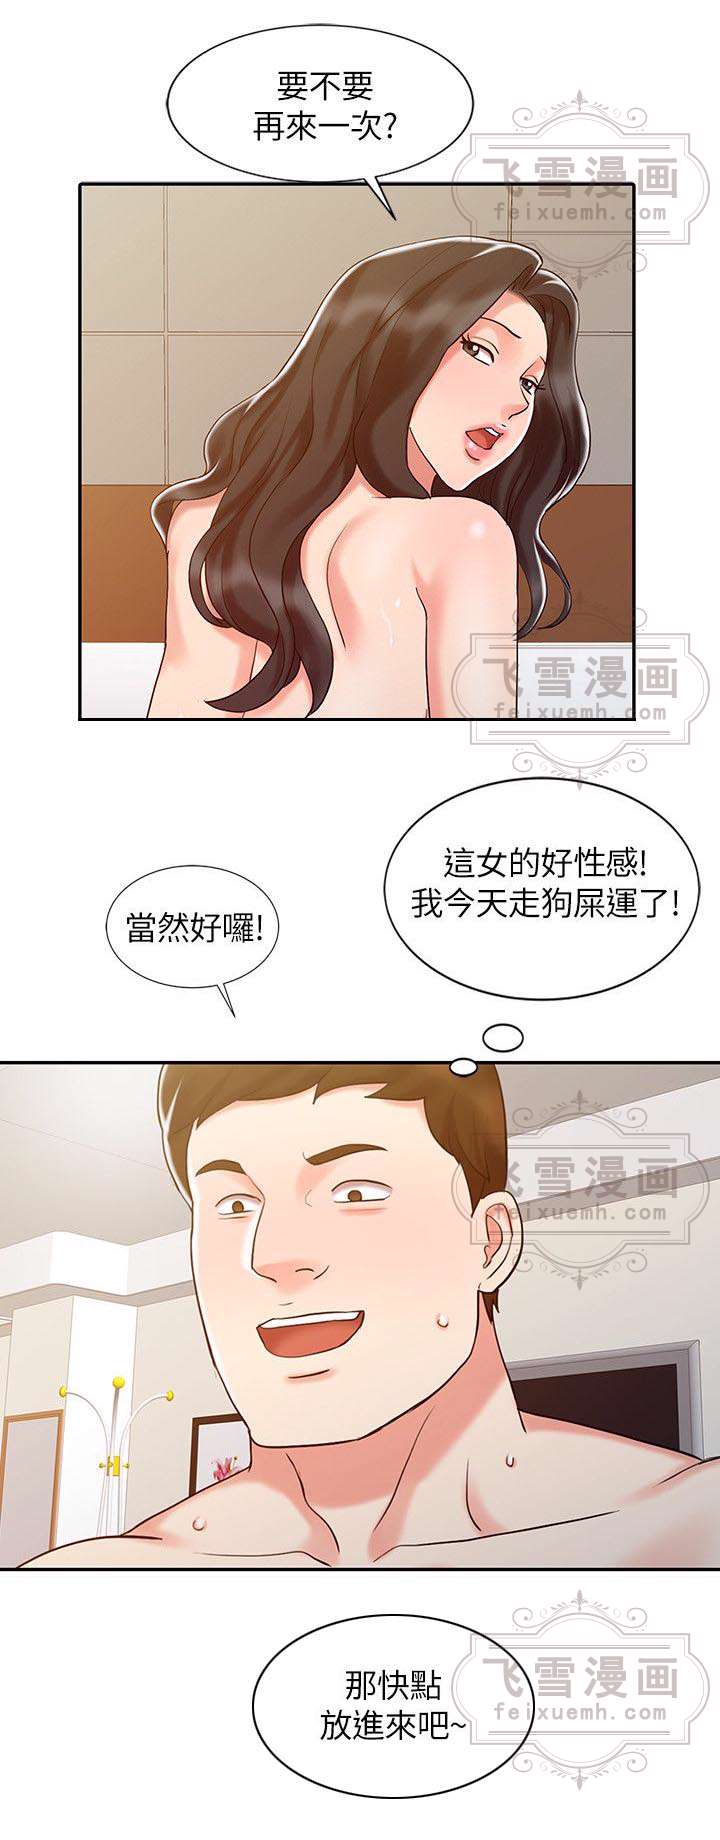 要不要
再來一次?
飞雪漫画
feixuemh.com
飞雪漫画
feixuemh.com
這女的好性感!
我今天走狗屎運了!
當然好囉!
飞雪漫画
feixuemh.com
那快點
放進來吧~
飞雪漫画
feixuemh.com